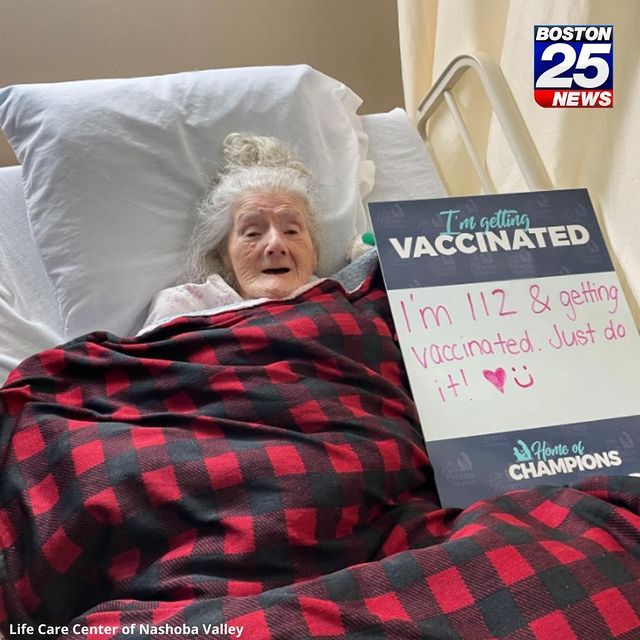 BOSTON
25
NEWS
I'm getting
VACCINATED
I'm 112 & getting
vaccinated. Just do
it!
Home of
CHAMPIONS
Life Care Center of Nashoba Valley